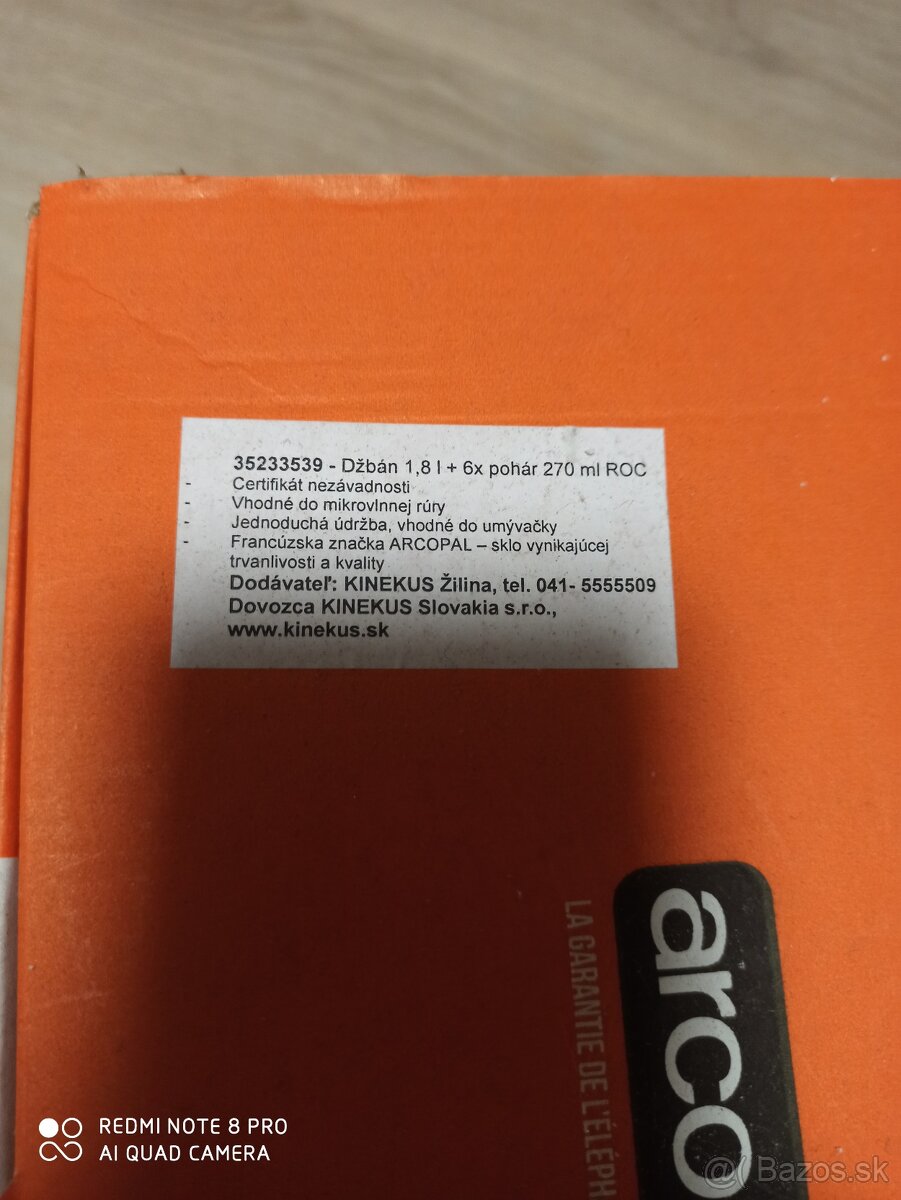 35233539 - Džbán 1,8 l + 6x pohár 270 ml ROC
- Certifikát nezávadnosti
- Vhodné do mikrovlnnej rúry
- Jednoduchá údržba, vhodné do umývačky
- Francúzska značka ARCOPAL – sklo vynikajúcej
trvanlivosti a kvality
Dodávateľ: KINEKUS Žilina, tel. 041- 5555509
Dovozca KINEKUS Slovakia s.r.o.,
www.kinekus.sk
arco
LA GARANTIE DE L'ÉLÉPH
REDMI NOTE 8 PRO
AI QUAD CAMERA
@ Bazos.sk